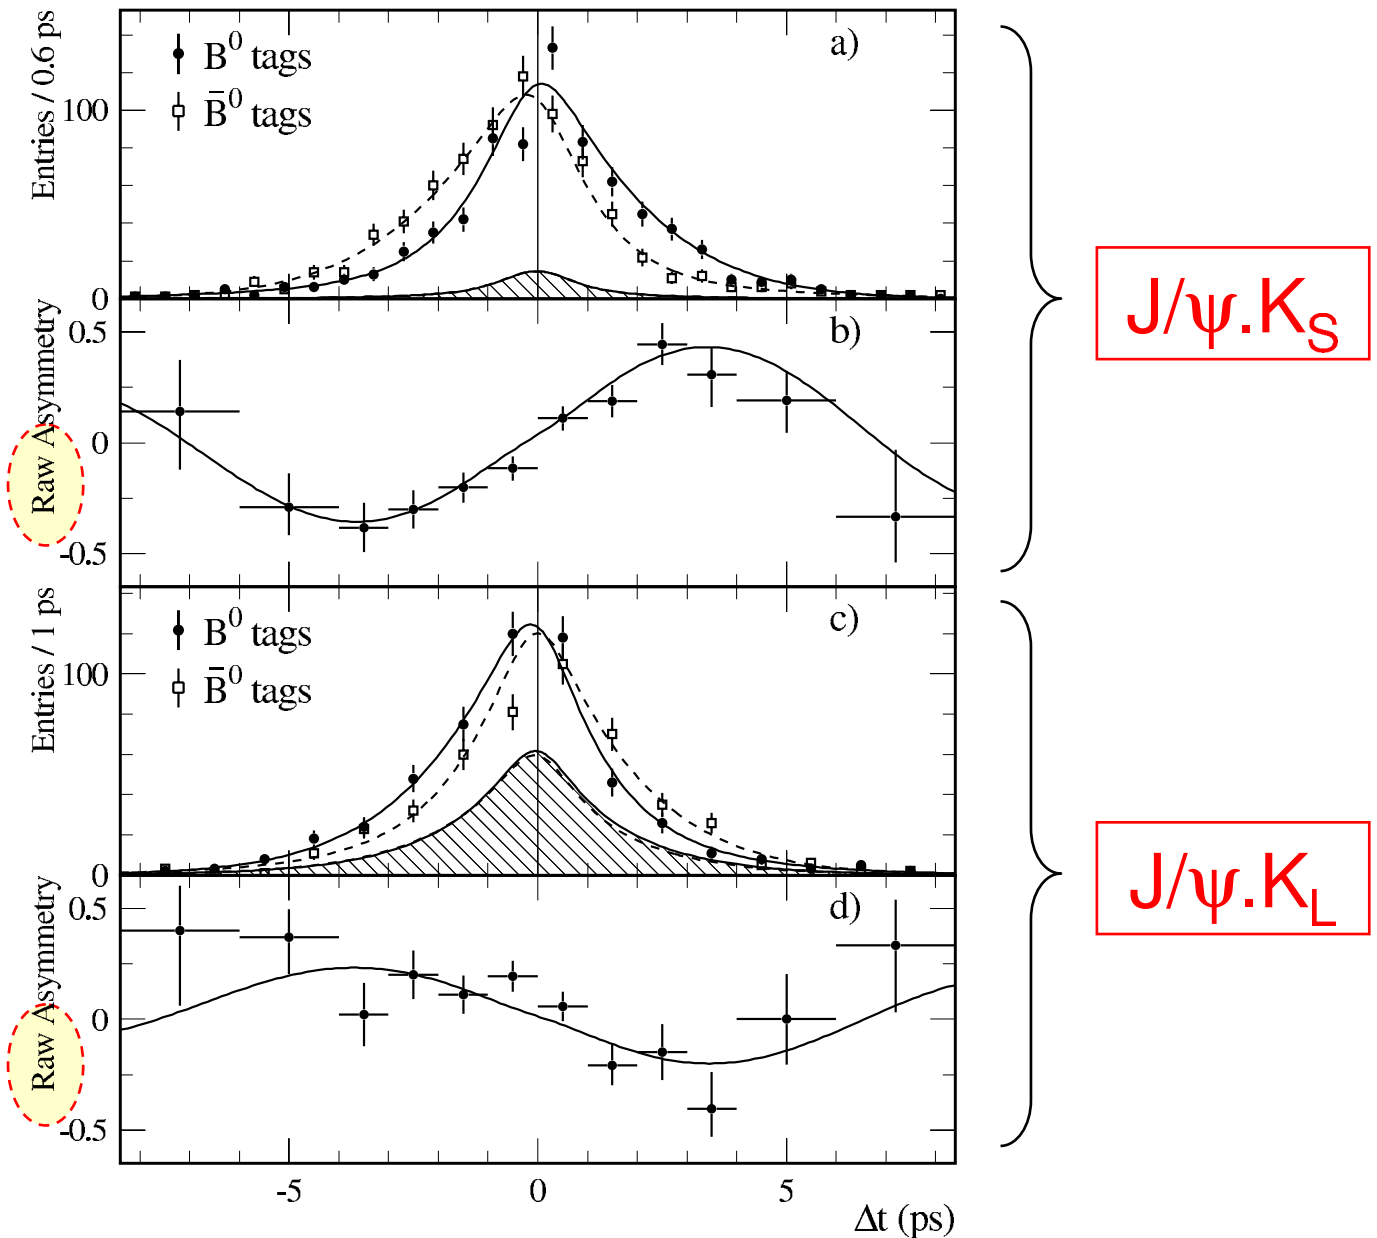 Entries / 0.6 ps
a)
B⁰ tags
B̄⁰ tags
100
0
J/ψ.K_S
Raw Asymmetry
b)
0.5
0
-0.5
Entries / 1 ps
c)
B⁰ tags
B̄⁰ tags
100
0
J/ψ.K_L
Raw Asymmetry
d)
0.5
0
-0.5
-5 0 5
Δt (ps)